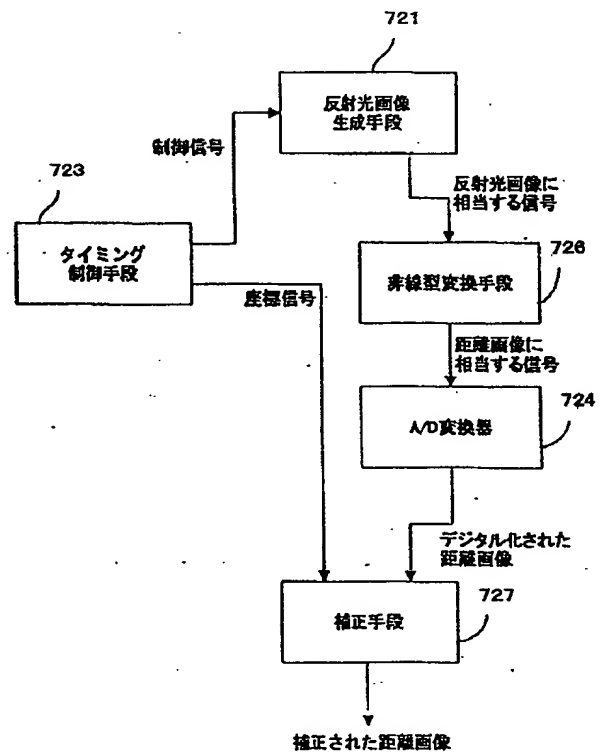 721
反射光画像
生成手段
制御信号
723
反射光画像に
相当する信号
タイミング
制御手段
726
座標信号
非線型変換手段
距離画像に
相当する信号
724
A/D変換器
デジタル化された
距離画像
727
補正手段
補正された距離画像